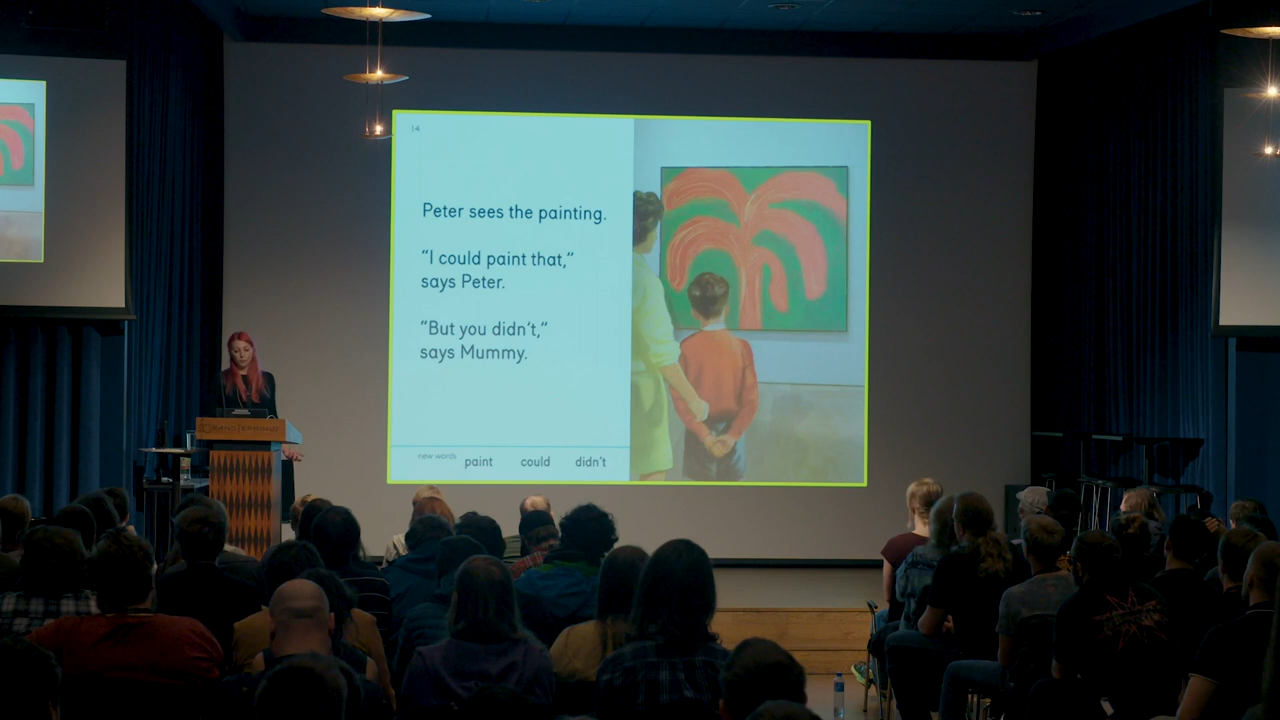 14
Peter sees the painting.
“I could paint that,”
says Peter.
“But you didn’t,”
says Mummy.
new words
paint could didn’t